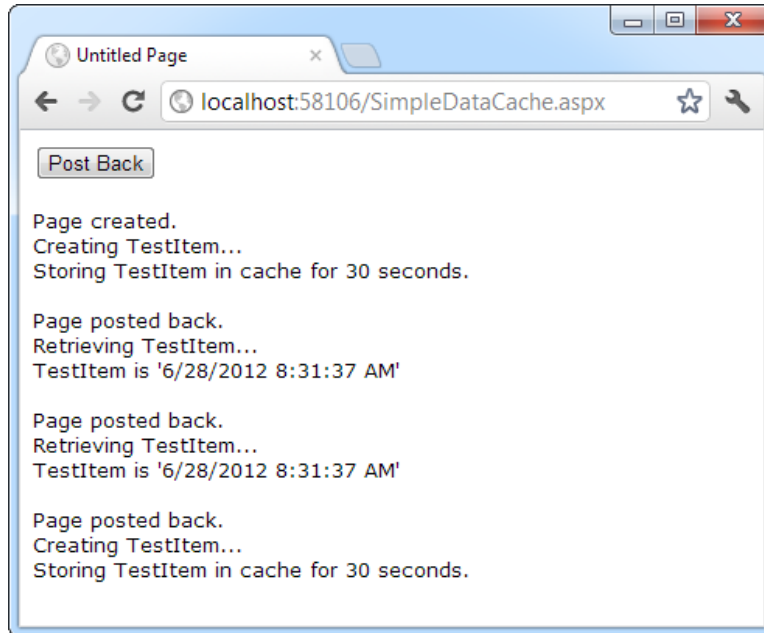 Untitled Page
localhost:58106/SimpleDataCache.aspx
Post Back
Page created.
Creating TestItem...
Storing TestItem in cache for 30 seconds.
Page posted back.
Retrieving TestItem...
TestItem is '6/28/2012 8:31:37 AM'
Page posted back.
Retrieving TestItem...
TestItem is '6/28/2012 8:31:37 AM'
Page posted back.
Creating TestItem...
Storing TestItem in cache for 30 seconds.